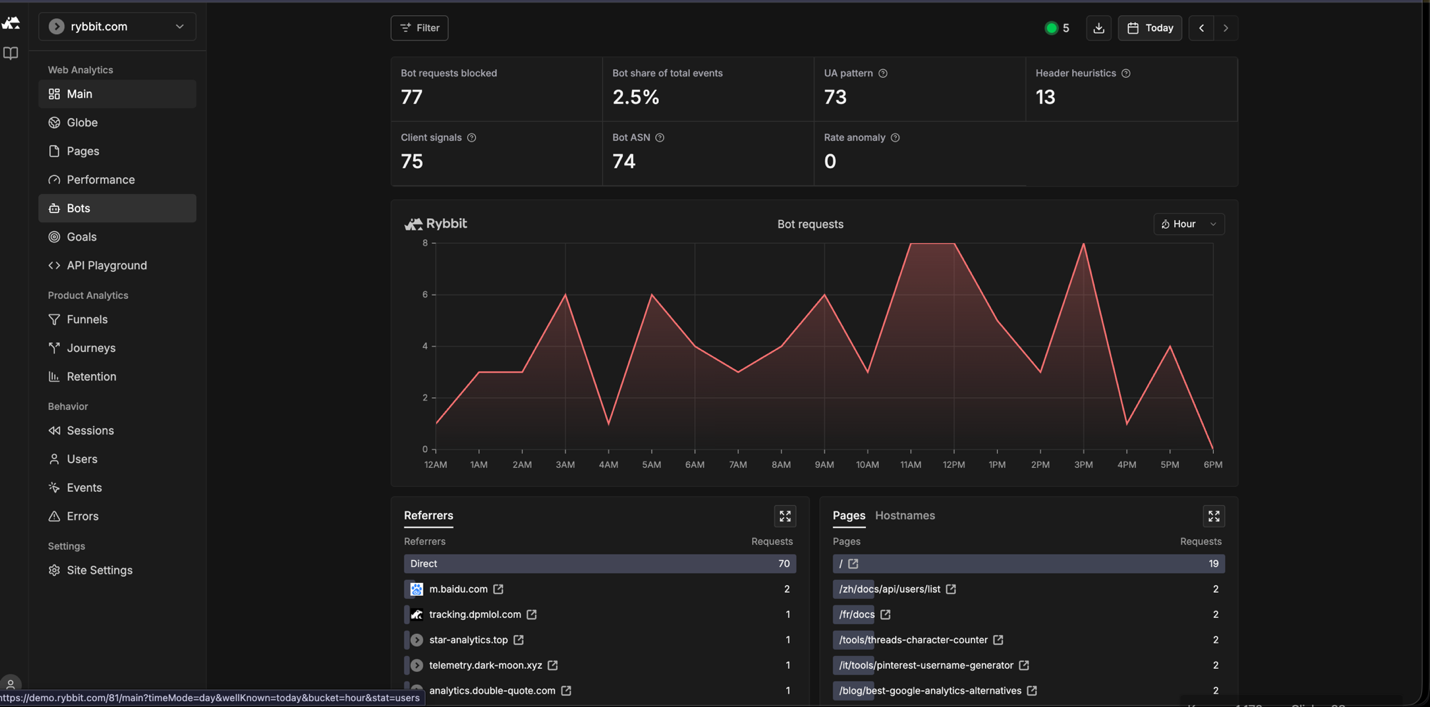 rybbit.com
Filter
5
Today
Web Analytics
Main
Globe
Pages
Performance
Bots
Goals
API Playground
Product Analytics
Funnels
Journeys
Retention
Behavior
Sessions
Users
Events
Errors
Settings
Site Settings
Bot requests blocked
77
Bot share of total events
2.5%
UA pattern
73
Header heuristics
13
Client signals
75
Bot ASN
74
Rate anomaly
0
Rybbit
Bot requests
Hour
8
6
4
2
0
12AM 1AM 2AM 3AM 4AM 5AM 6AM 7AM 8AM 9AM 10AM 11AM 12PM 1PM 2PM 3PM 4PM 5PM 6PM
Referrers
Referrers Requests
Direct 70
m.baidu.com 2
tracking.dpmlol.com 1
star-analytics.top 1
telemetry.dark-moon.xyz 1
analytics.double-quote.com 1
Pages Hostnames
Pages Requests
/ 19
/zh/docs/api/users/list 2
/fr/docs 2
/tools/threads-character-counter 2
/it/tools/pinterest-username-generator 2
/blog/best-google-analytics-alternatives 2
https://demo.rybbit.com/81/main?timeMode=day&wellKnown=today&bucket=hour&stat=users